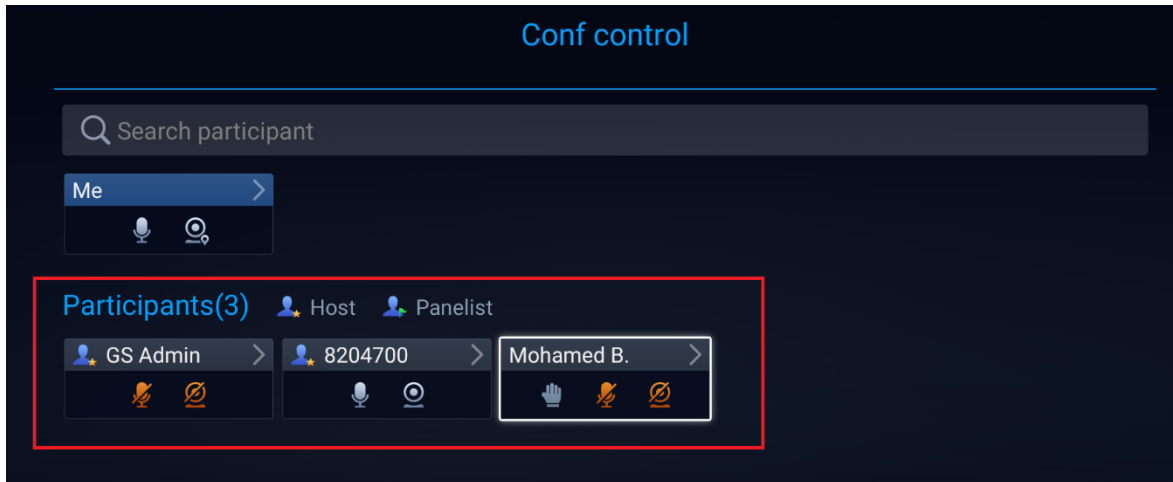 Conf control
Search participant
Me
Participants(3) Host Panelist
GS Admin 8204700 Mohamed B.